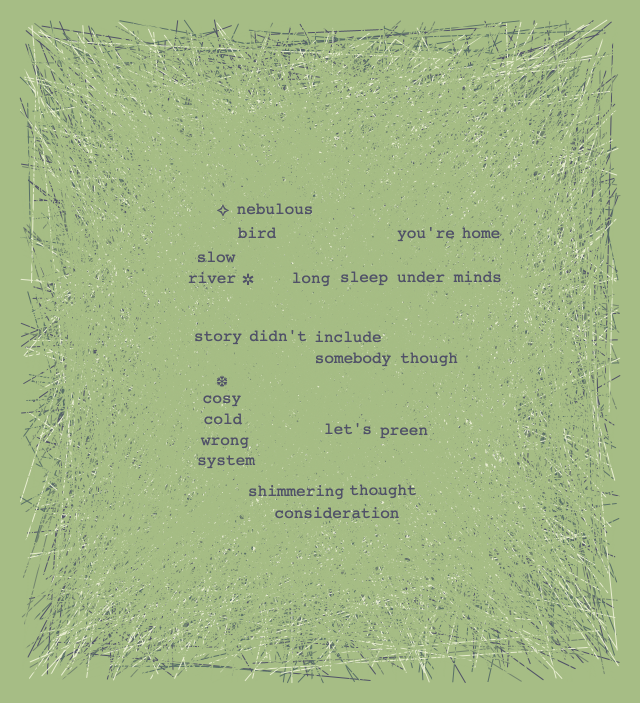 ✧ nebulous
bird you're home
slow
river ✲ long sleep under minds
story didn't include
somebody though
❆
cosy
cold
wrong
system
let's preen
shimmering thought
consideration